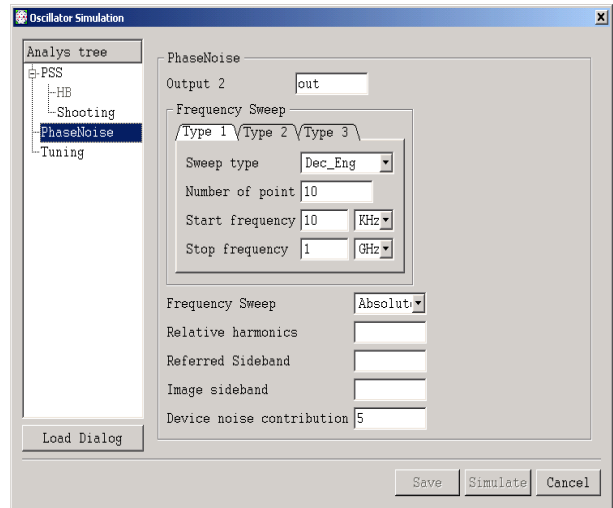 Oscillator Simulation
Analys tree
PSS
HB
Shooting
PhaseNoise
Tuning
Load Dialog
PhaseNoise
Output 2 out
Frequency Sweep
Type 1 Type 2 Type 3
Sweep type Dec_Eng
Number of point 10
Start frequency 10 KHz
Stop frequency 1 GHz
Frequency Sweep Absolut
Relative harmonics
Referred Sideband
Image sideband
Device noise contribution 5
Save Simulate Cancel